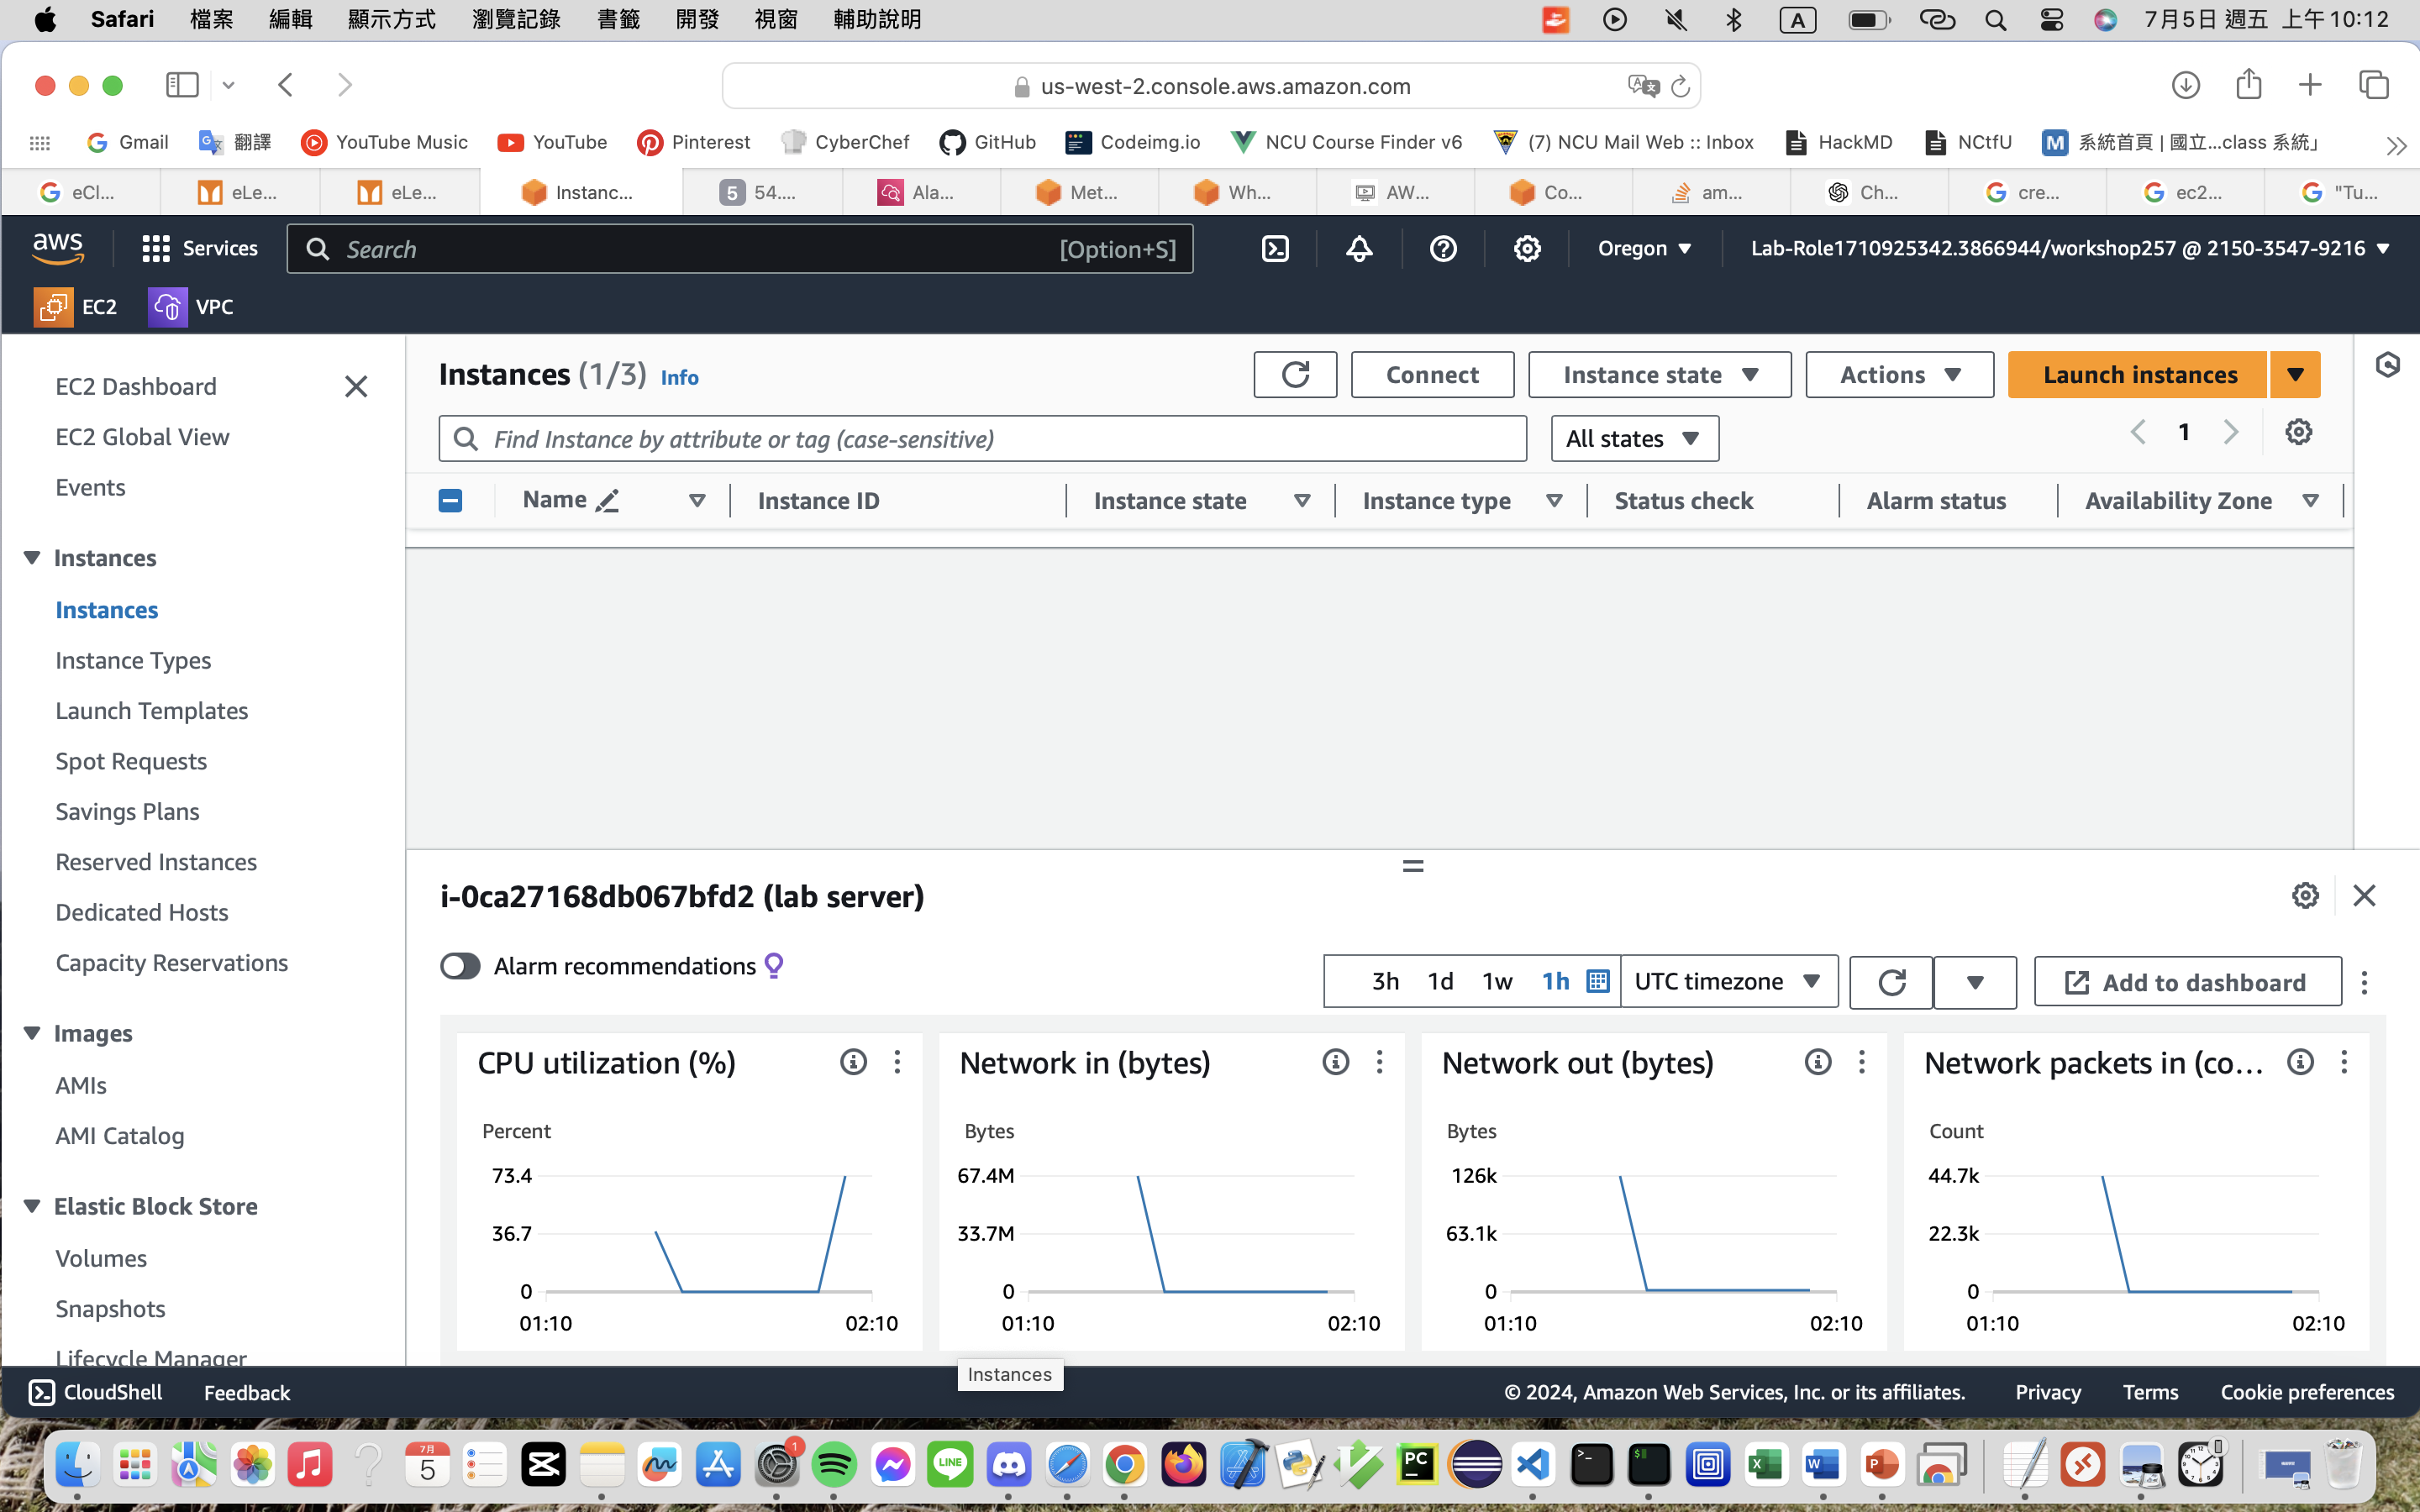 Safari 檔案 編輯 顯示方式 瀏覽記錄 書籤 開發 視窗 輔助說明 A 7月5日 週五 上午10:12
us-west-2.console.aws.amazon.com
Gmail 翻譯 YouTube Music YouTube Pinterest CyberChef GitHub Codeimg.io NCU Course Finder v6 (7) NCU Mail Web :: Inbox HackMD NCtfU 系統首頁 | 國立...class 系統」
eCl... eLe... eLe... Instanc... 5 54.... Ala... Met... Wh... AW... Co... am... Ch... cre... ec2... "Tu...
aws Services Search [Option+S] Oregon Lab-Role1710925342.3866944/workshop257 @ 2150-3547-9216
EC2 VPC
EC2 Dashboard
EC2 Global View
Events
Instances
Instances
Instance Types
Launch Templates
Spot Requests
Savings Plans
Reserved Instances
Dedicated Hosts
Capacity Reservations
Images
AMIs
AMI Catalog
Elastic Block Store
Volumes
Snapshots
Lifecycle Manager
Instances (1/3) Info Connect Instance state Actions Launch instances
Find Instance by attribute or tag (case-sensitive) All states 1
Name Instance ID Instance state Instance type Status check Alarm status Availability Zone
i-0ca27168db067bfd2 (lab server)
Alarm recommendations 3h 1d 1w 1h UTC timezone Add to dashboard
CPU utilization (%)
Percent
73.4
36.7
0
01:10 02:10
Network in (bytes)
Bytes
67.4M
33.7M
0
01:10 02:10
Network out (bytes)
Bytes
126k
63.1k
0
01:10 02:10
Network packets in (co...
Count
44.7k
22.3k
0
01:10 02:10
Instances
CloudShell Feedback © 2024, Amazon Web Services, Inc. or its affiliates. Privacy Terms Cookie preferences
7月
5
1
LINE
PC